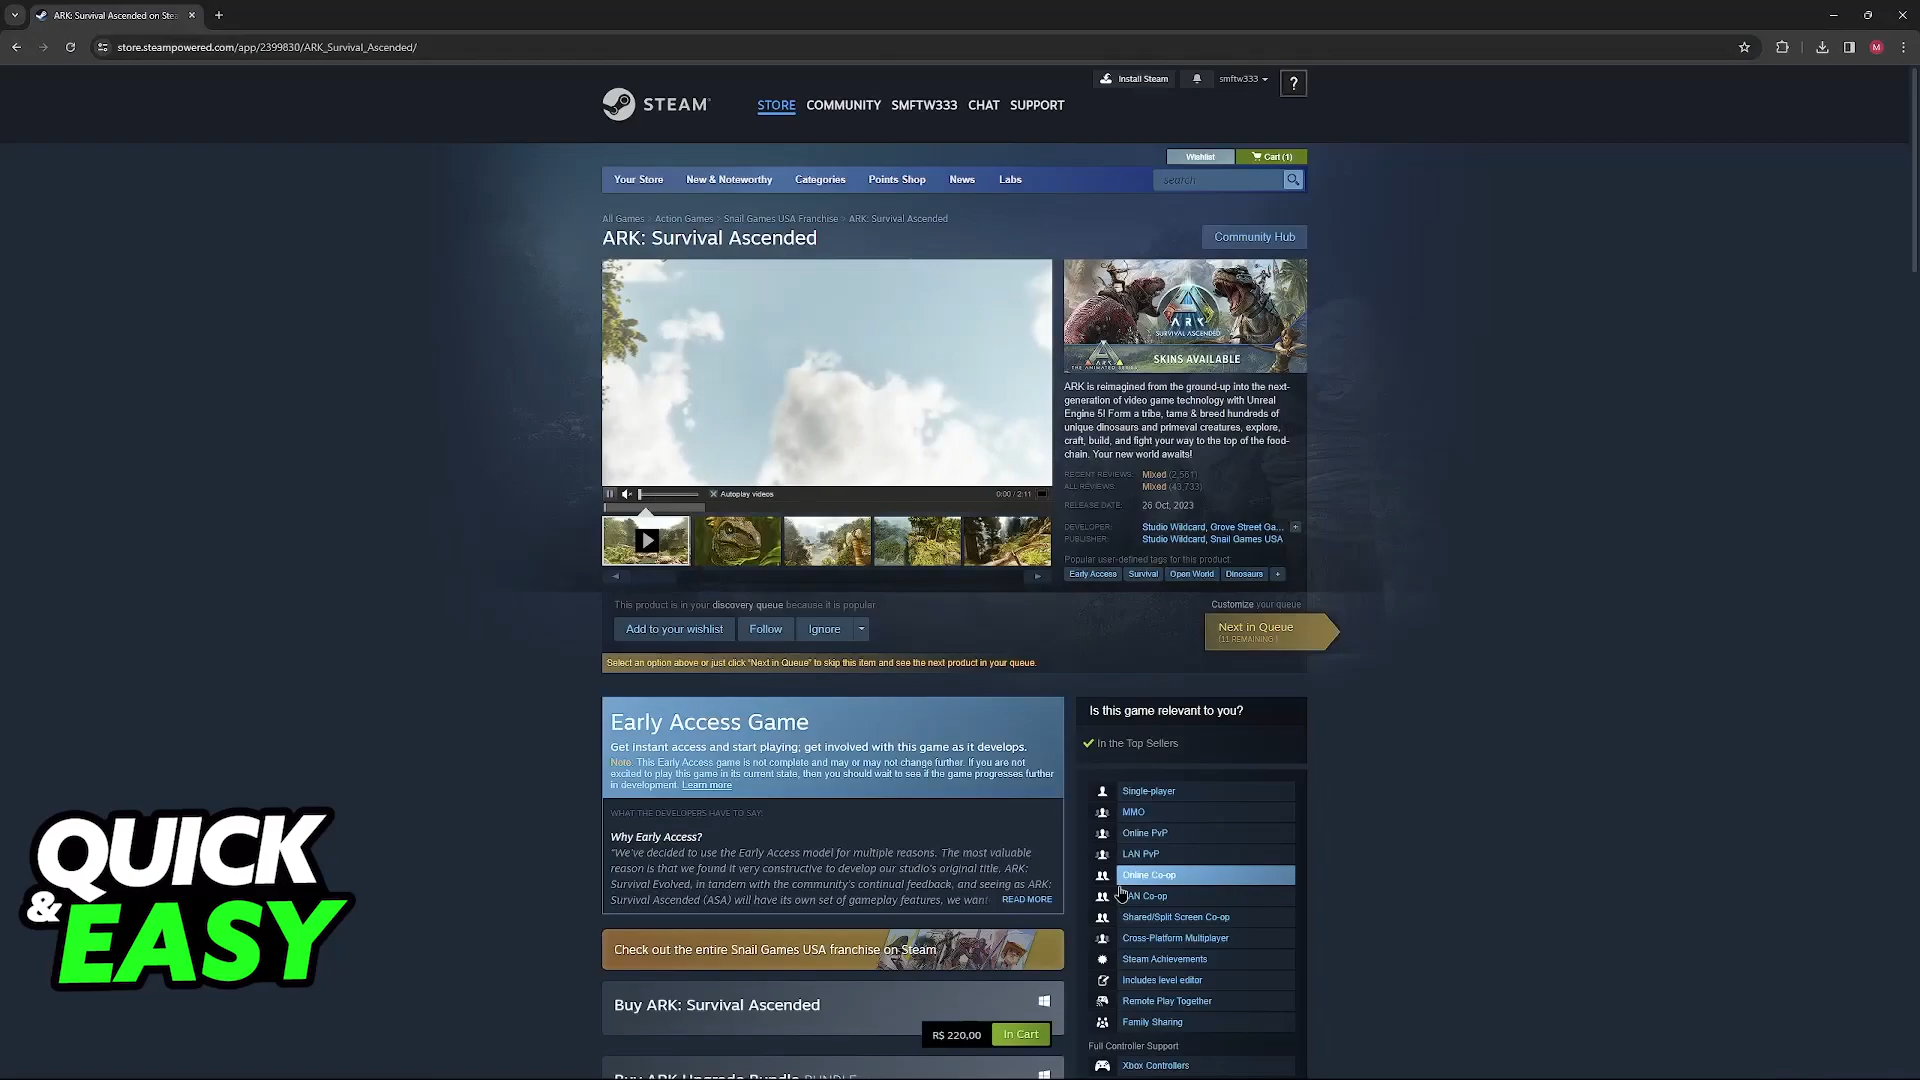 ARK: Survival Ascended on Ste
store.steampowered.com/app/2399830/ARK_Survival_Ascended/
M
Install Steam
smftw333
?
STEAM
STORE COMMUNITY SMFTW333 CHAT SUPPORT
Wishlist
Cart (1)
Your Store New & Noteworthy Categories Points Shop News Labs
search
All Games > Action Games > Snail Games USA Franchise > ARK: Survival Ascended
ARK: Survival Ascended
Community Hub
ARK
SURVIVAL ASCENDED
ARK
THE ANIMATED SERIES
SKINS AVAILABLE
ARK is reimagined from the ground-up into the next-
generation of video game technology with Unreal
Engine 5! Form a tribe, tame & breed hundreds of
unique dinosaurs and primeval creatures, explore,
craft, build, and fight your way to the top of the food-
chain. Your new world awaits!
RECENT REVIEWS: Mixed (2,561)
ALL REVIEWS: Mixed (43,733)
RELEASE DATE: 26 Oct, 2023
DEVELOPER: Studio Wildcard, Grove Street Ga... +
PUBLISHER: Studio Wildcard, Snail Games USA
Popular user-defined tags for this product:
Early Access Survival Open World Dinosaurs +
Autoplay videos
0:00 / 2:11
This product is in your discovery queue because it is popular
Add to your wishlist
Follow
Ignore
Customize your queue
Next in Queue
(11 REMAINING )
Select an option above or just click "Next in Queue" to skip this item and see the next product in your queue.
Early Access Game
Get instant access and start playing; get involved with this game as it develops.
Note: This Early Access game is not complete and may or may not change further. If you are not
excited to play this game in its current state, then you should wait to see if the game progresses further
in development. Learn more
WHAT THE DEVELOPERS HAVE TO SAY:
Why Early Access?
"We've decided to use the Early Access model for multiple reasons. The most valuable
reason is that we found it very constructive to develop our studio's original title, ARK:
Survival Evolved, in tandem with the community's continual feedback, and seeing as ARK:
Survival Ascended (ASA) will have its own set of gameplay features, we want
READ MORE
Check out the entire Snail Games USA franchise on Steam
Buy ARK: Survival Ascended
R$ 220,00
In Cart
Buy ARK Upgrade Bundle BUNDLE
Is this game relevant to you?
In the Top Sellers
Single-player
MMO
Online PvP
LAN PvP
Online Co-op
LAN Co-op
Shared/Split Screen Co-op
Cross-Platform Multiplayer
Steam Achievements
Includes level editor
Remote Play Together
Family Sharing
Full Controller Support
Xbox Controllers
QUICK
& EASY